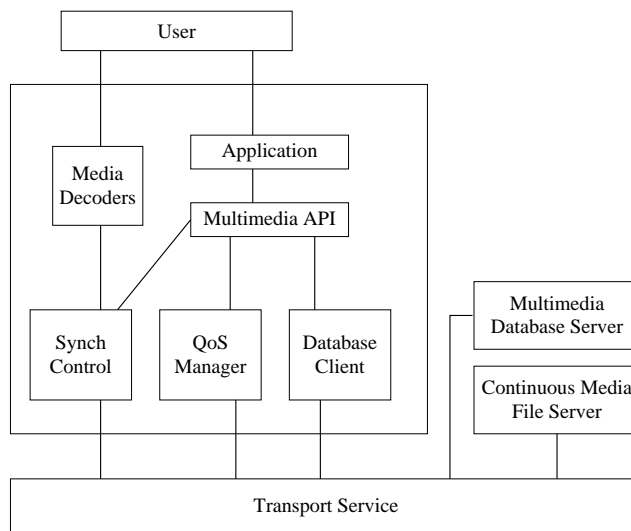 User
Application
Media
Decoders
Multimedia API
Synch
Control
QoS
Manager
Database
Client
Multimedia
Database Server
Continuous Media
File Server
Transport Service